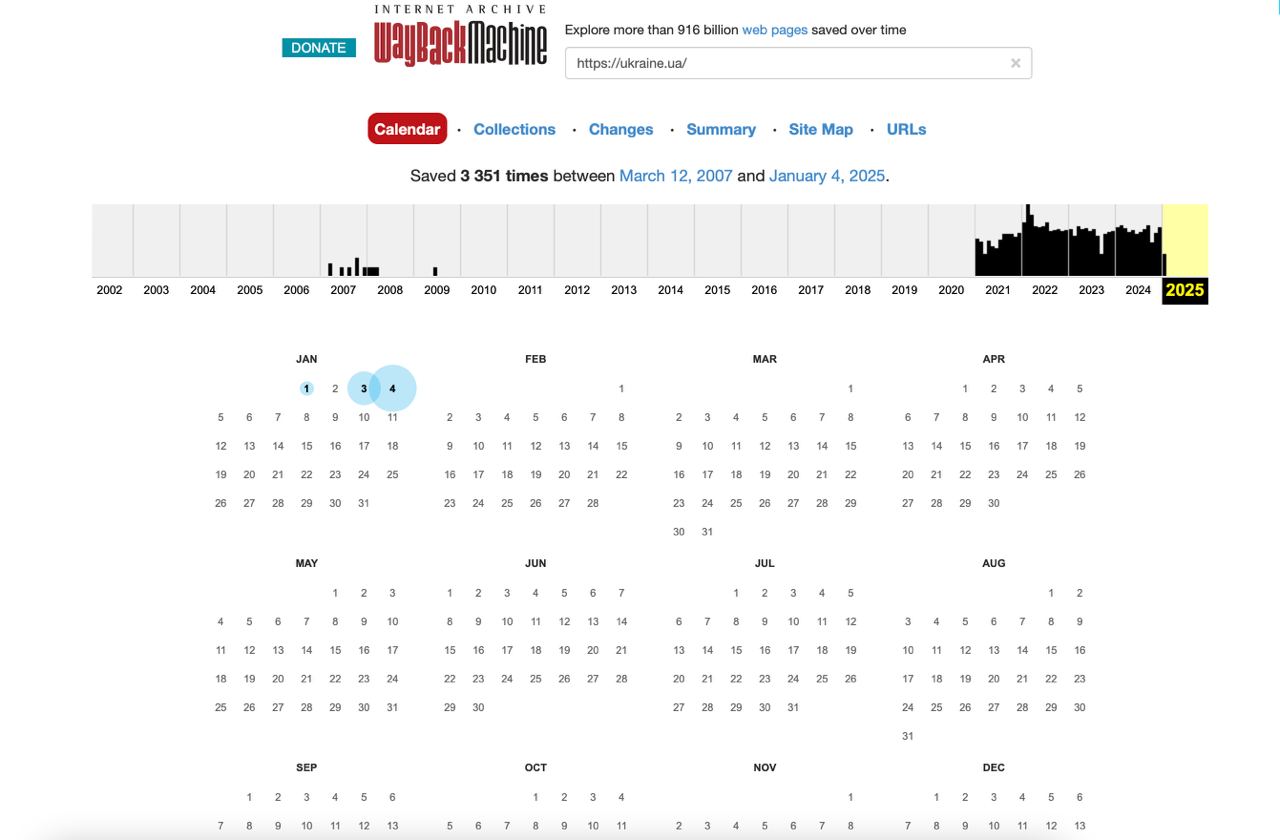 INTERNET ARCHIVE
DONATE
WayBackMachine
Explore more than 916 billion web pages saved over time
https://ukraine.ua/ ×
Calendar · Collections · Changes · Summary · Site Map · URLs
Saved 3 351 times between March 12, 2007 and January 4, 2025.
2002 2003 2004 2005 2006 2007 2008 2009 2010 2011 2012 2013 2014 2015 2016 2017 2018 2019 2020 2021 2022 2023 2024 2025
JAN FEB MAR APR
1 2 3 4 1 1 1 2 3 4 5
5 6 7 8 9 10 11 2 3 4 5 6 7 8 2 3 4 5 6 7 8 6 7 8 9 10 11 12
12 13 14 15 16 17 18 9 10 11 12 13 14 15 9 10 11 12 13 14 15 13 14 15 16 17 18 19
19 20 21 22 23 24 25 16 17 18 19 20 21 22 16 17 18 19 20 21 22 20 21 22 23 24 25 26
26 27 28 29 30 31 23 24 25 26 27 28 23 24 25 26 27 28 29 27 28 29 30
30 31
MAY JUN JUL AUG
1 2 3 1 2 3 4 5 6 7 1 2 3 4 5 1 2
4 5 6 7 8 9 10 8 9 10 11 12 13 14 6 7 8 9 10 11 12 3 4 5 6 7 8 9
11 12 13 14 15 16 17 15 16 17 18 19 20 21 13 14 15 16 17 18 19 10 11 12 13 14 15 16
18 19 20 21 22 23 24 22 23 24 25 26 27 28 20 21 22 23 24 25 26 17 18 19 20 21 22 23
25 26 27 28 29 30 31 29 30 27 28 29 30 31 24 25 26 27 28 29 30
31
SEP OCT NOV DEC
1 2 3 4 5 6 1 2 3 4 1 1 2 3 4 5 6
7 8 9 10 11 12 13 5 6 7 8 9 10 11 2 3 4 5 6 7 8 7 8 9 10 11 12 13